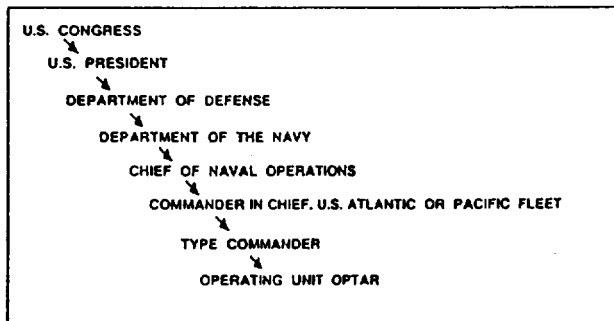 U.S. CONGRESS
U.S. PRESIDENT
DEPARTMENT OF DEFENSE
DEPARTMENT OF THE NAVY
CHIEF OF NAVAL OPERATIONS
COMMANDER IN CHIEF. U.S. ATLANTIC OR PACIFIC FLEET
TYPE COMMANDER
OPERATING UNIT OPTAR